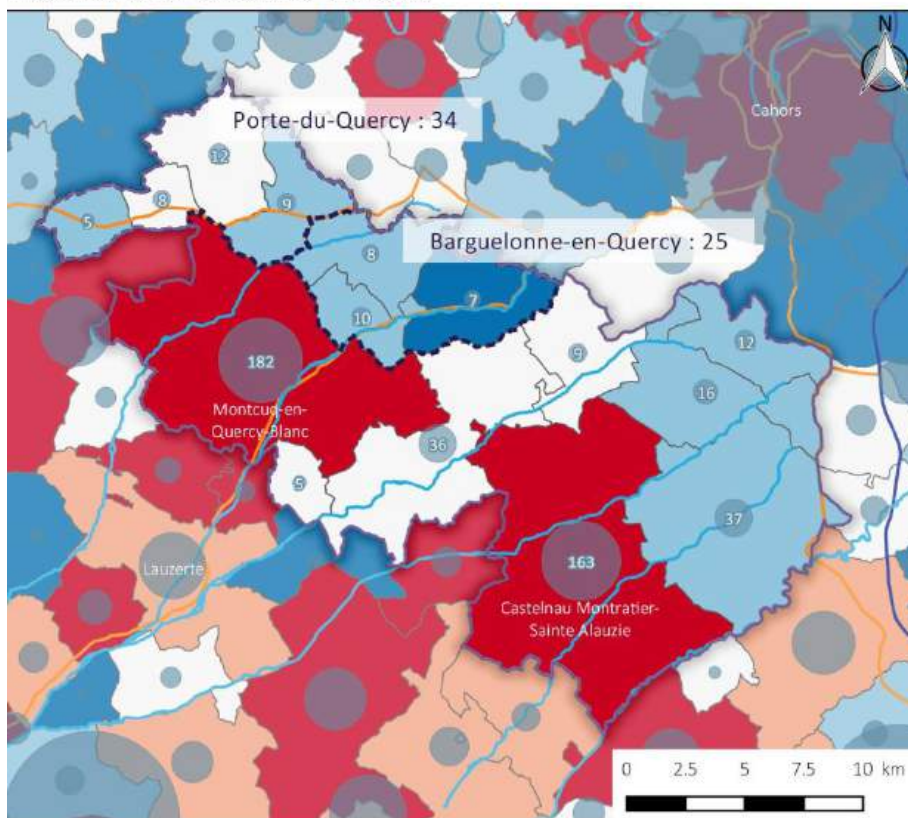 N
Cahors
Porte-du-Quercy : 34
12
8
5
9
Barguelonne-en-Quercy : 25
8
7
10
9
12
16
182
Montcuq-en-
Quercy-Blanc
36
5
37
Lauzerte
163
Castelnau Montratier-
Sainte Alauzie
0 2.5 5 7.5 10 km